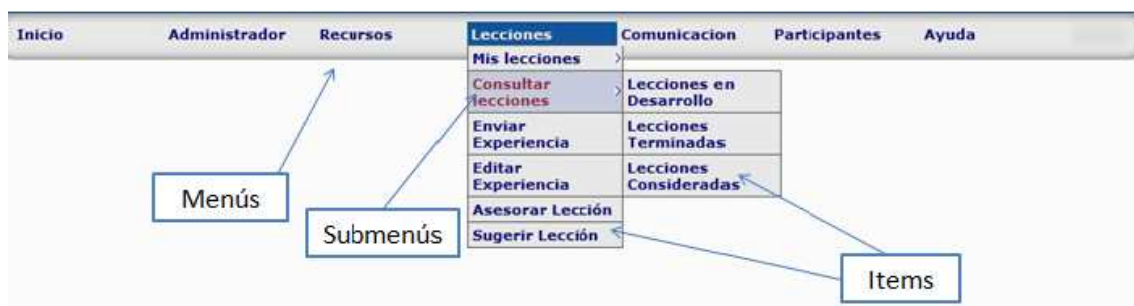 Inicio Administrador Recursos Lecciones Comunicacion Participantes Ayuda
Mis lecciones >
Consultar
lecciones >
Lecciones en
Desarrollo
Enviar
Experiencia
Lecciones
Terminadas
Editar
Experiencia
Lecciones
Consideradas
Asesorar Lección
Sugerir Lección
Menús
Submenús
Items